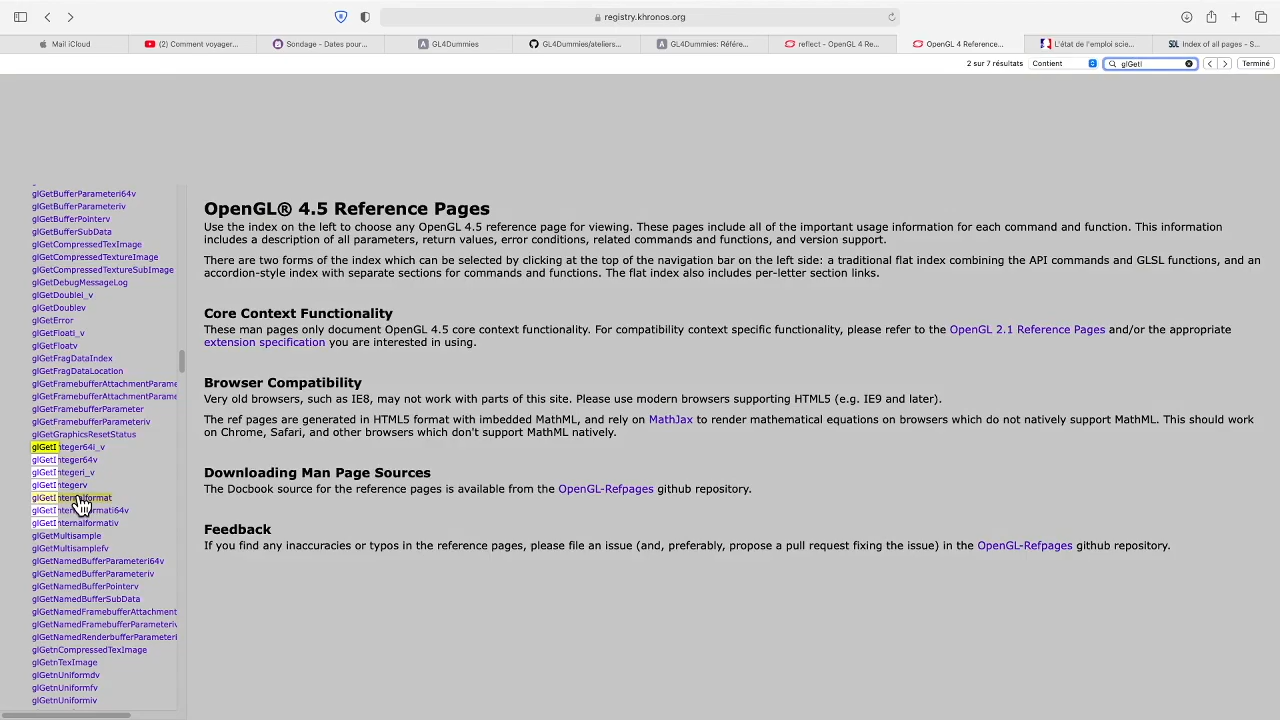 registry.khronos.org
Mail iCloud
(2) Comment voyager...
Sondage - Dates pour...
GL4Dummies
GL4Dummies/ateliers...
GL4Dummies: Référe...
reflect - OpenGL 4 Re...
OpenGL 4 Reference...
L'état de l'emploi scie...
Index of all pages - S...
2 sur 7 résultats
Contient
glGetI
Terminé
glGetBufferParameteri64v
glGetBufferParameteriv
glGetBufferPointerv
glGetBufferSubData
glGetCompressedTexImage
glGetCompressedTextureImage
glGetCompressedTextureSubImage
glGetDebugMessageLog
glGetDoublei_v
glGetDoublev
glGetError
glGetFloati_v
glGetFloatv
glGetFragDataIndex
glGetFragDataLocation
glGetFramebufferAttachmentParame
glGetFramebufferAttachmentParame
glGetFramebufferParameter
glGetFramebufferParameteriv
glGetGraphicsResetStatus
glGetInteger64i_v
glGetInteger64v
glGetIntegeri_v
glGetIntegerv
glGetInternalformat
glGetInternalformati64v
glGetInternalformativ
glGetMultisample
glGetMultisamplefv
glGetNamedBufferParameteri64v
glGetNamedBufferParameteriv
glGetNamedBufferPointerv
glGetNamedBufferSubData
glGetNamedFramebufferAttachment
glGetNamedFramebufferParameteriv
glGetNamedRenderbufferParameteri
glGetnCompressedTexImage
glGetnTexImage
glGetnUniformdv
glGetnUniformfv
glGetnUniformiv
OpenGL® 4.5 Reference Pages
Use the index on the left to choose any OpenGL 4.5 reference page for viewing. These pages include all of the important usage information for each command and function. This information
includes a description of all parameters, return values, error conditions, related commands and functions, and version support.
There are two forms of the index which can be selected by clicking at the top of the navigation bar on the left side: a traditional flat index combining the API commands and GLSL functions, and an
accordion-style index with separate sections for commands and functions. The flat index also includes per-letter section links.
Core Context Functionality
These man pages only document OpenGL 4.5 core context functionality. For compatibility context specific functionality, please refer to the OpenGL 2.1 Reference Pages and/or the appropriate
extension specification you are interested in using.
Browser Compatibility
Very old browsers, such as IE8, may not work with parts of this site. Please use modern browsers supporting HTML5 (e.g. IE9 and later).
The ref pages are generated in HTML5 format with imbedded MathML, and rely on MathJax to render mathematical equations on browsers which do not natively support MathML. This should work
on Chrome, Safari, and other browsers which don't support MathML natively.
Downloading Man Page Sources
The Docbook source for the reference pages is available from the OpenGL-Refpages github repository.
Feedback
If you find any inaccuracies or typos in the reference pages, please file an issue (and, preferably, propose a pull request fixing the issue) in the OpenGL-Refpages github repository.